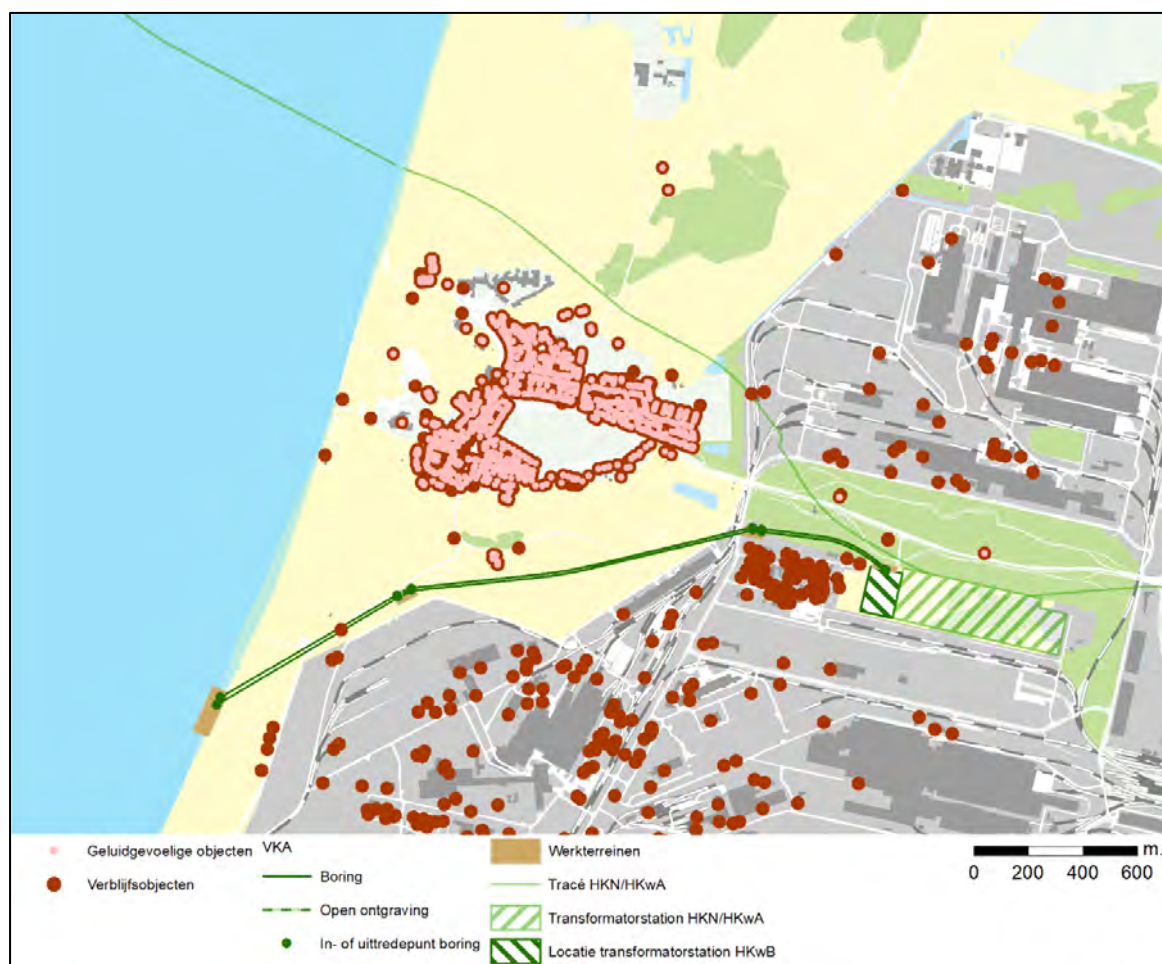 Geluidgevoelige objecten
Verblijfsobjecten
VKA
Boring
Open ontgraving
In- of uittredepunt boring
Werkterreinen
Tracé HKN/HKwA
Transformatorstation HKN/HKwA
Locatie transformatorstation HKwB
m.
0 200 400 600